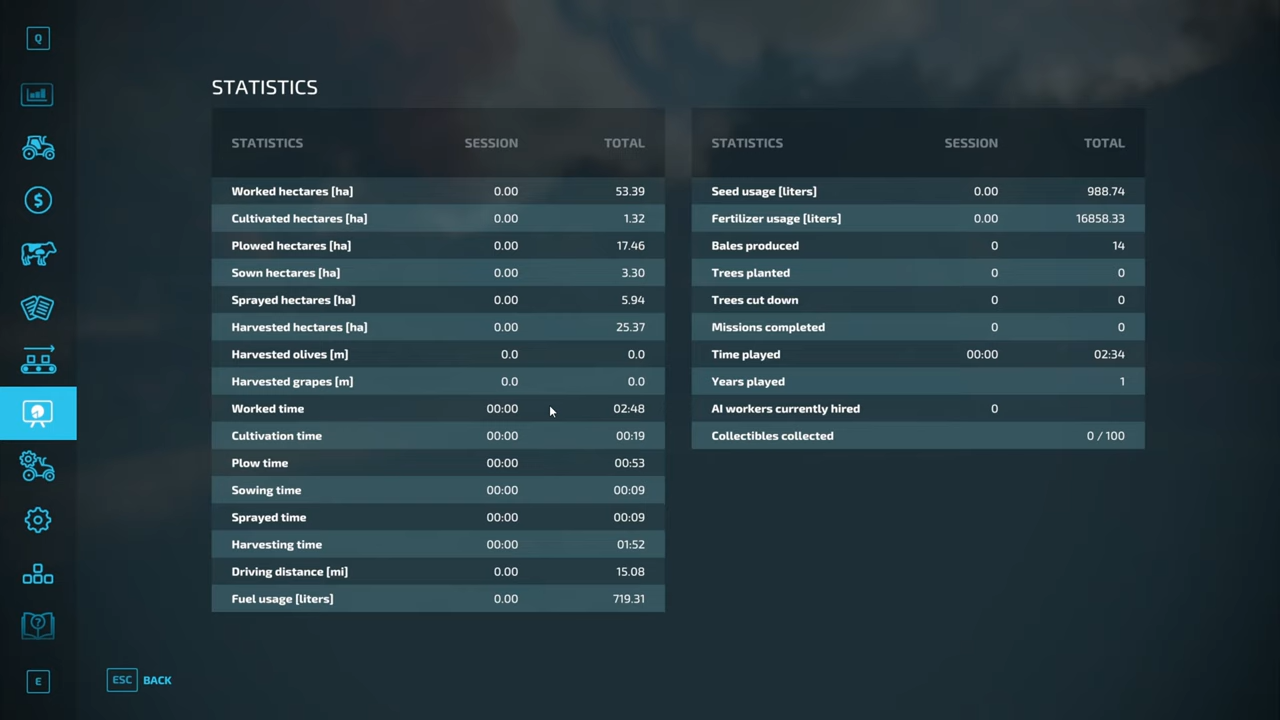 Q
STATISTICS
STATISTICS SESSION TOTAL
Worked hectares [ha] 0.00 53.39
Cultivated hectares [ha] 0.00 1.32
Plowed hectares [ha] 0.00 17.46
Sown hectares [ha] 0.00 3.30
Sprayed hectares [ha] 0.00 5.94
Harvested hectares [ha] 0.00 25.37
Harvested olives [m] 0.0 0.0
Harvested grapes [m] 0.0 0.0
Worked time 00:00 02:48
Cultivation time 00:00 00:19
Plow time 00:00 00:53
Sowing time 00:00 00:09
Sprayed time 00:00 00:09
Harvesting time 00:00 01:52
Driving distance [mi] 0.00 15.08
Fuel usage [liters] 0.00 719.31
STATISTICS SESSION TOTAL
Seed usage [liters] 0.00 988.74
Fertilizer usage [liters] 0.00 16858.33
Bales produced 0 14
Trees planted 0 0
Trees cut down 0 0
Missions completed 0 0
Time played 00:00 02:34
Years played 1
AI workers currently hired 0
Collectibles collected 0 / 100
E
ESC BACK